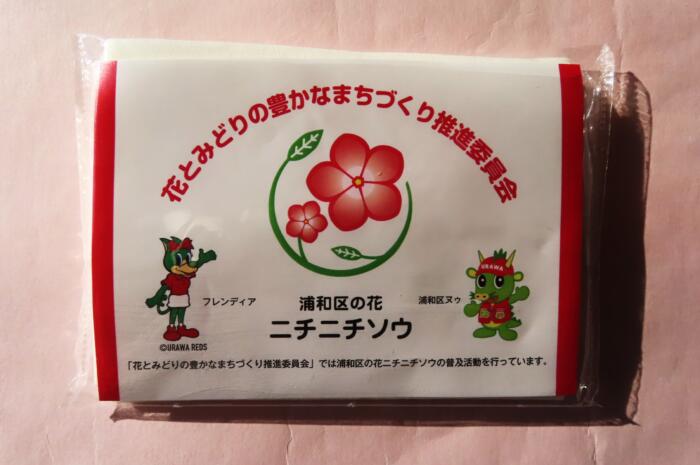 花とみどりの豊かなまちづくり推進委員会
URAWA
フレンディア
浦和区の花
浦和区ヌゥ
ニチニチソウ
©URAWA REDS
「花とみどりの豊かなまちづくり推進委員会」では浦和区の花ニチニチソウの普及活動を行っています。